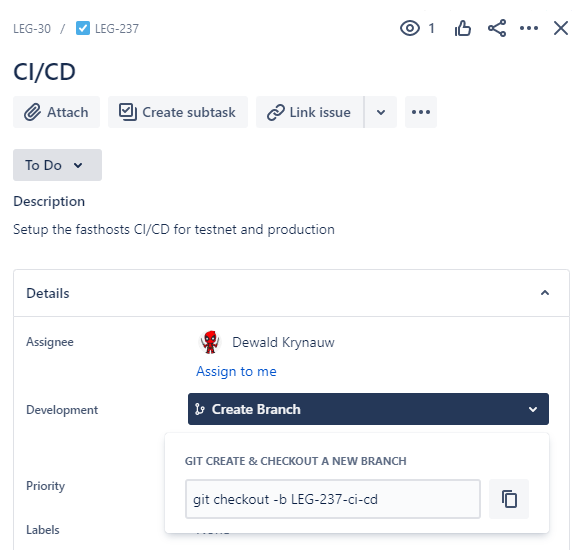 LEG-30 / LEG-237
1
CI/CD
Attach
Create subtask
Link issue
To Do
Description
Setup the fasthosts CI/CD for testnet and production
Details
Assignee
Dewald Krynauw
Assign to me
Development
Create Branch
GIT CREATE & CHECKOUT A NEW BRANCH
Priority
git checkout -b LEG-237-ci-cd
Labels